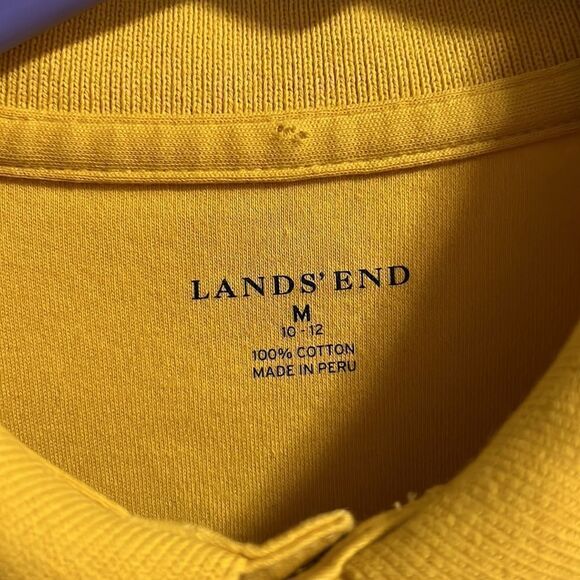 LANDS' END
M
10 - 12
100% COTTON
MADE IN PERU